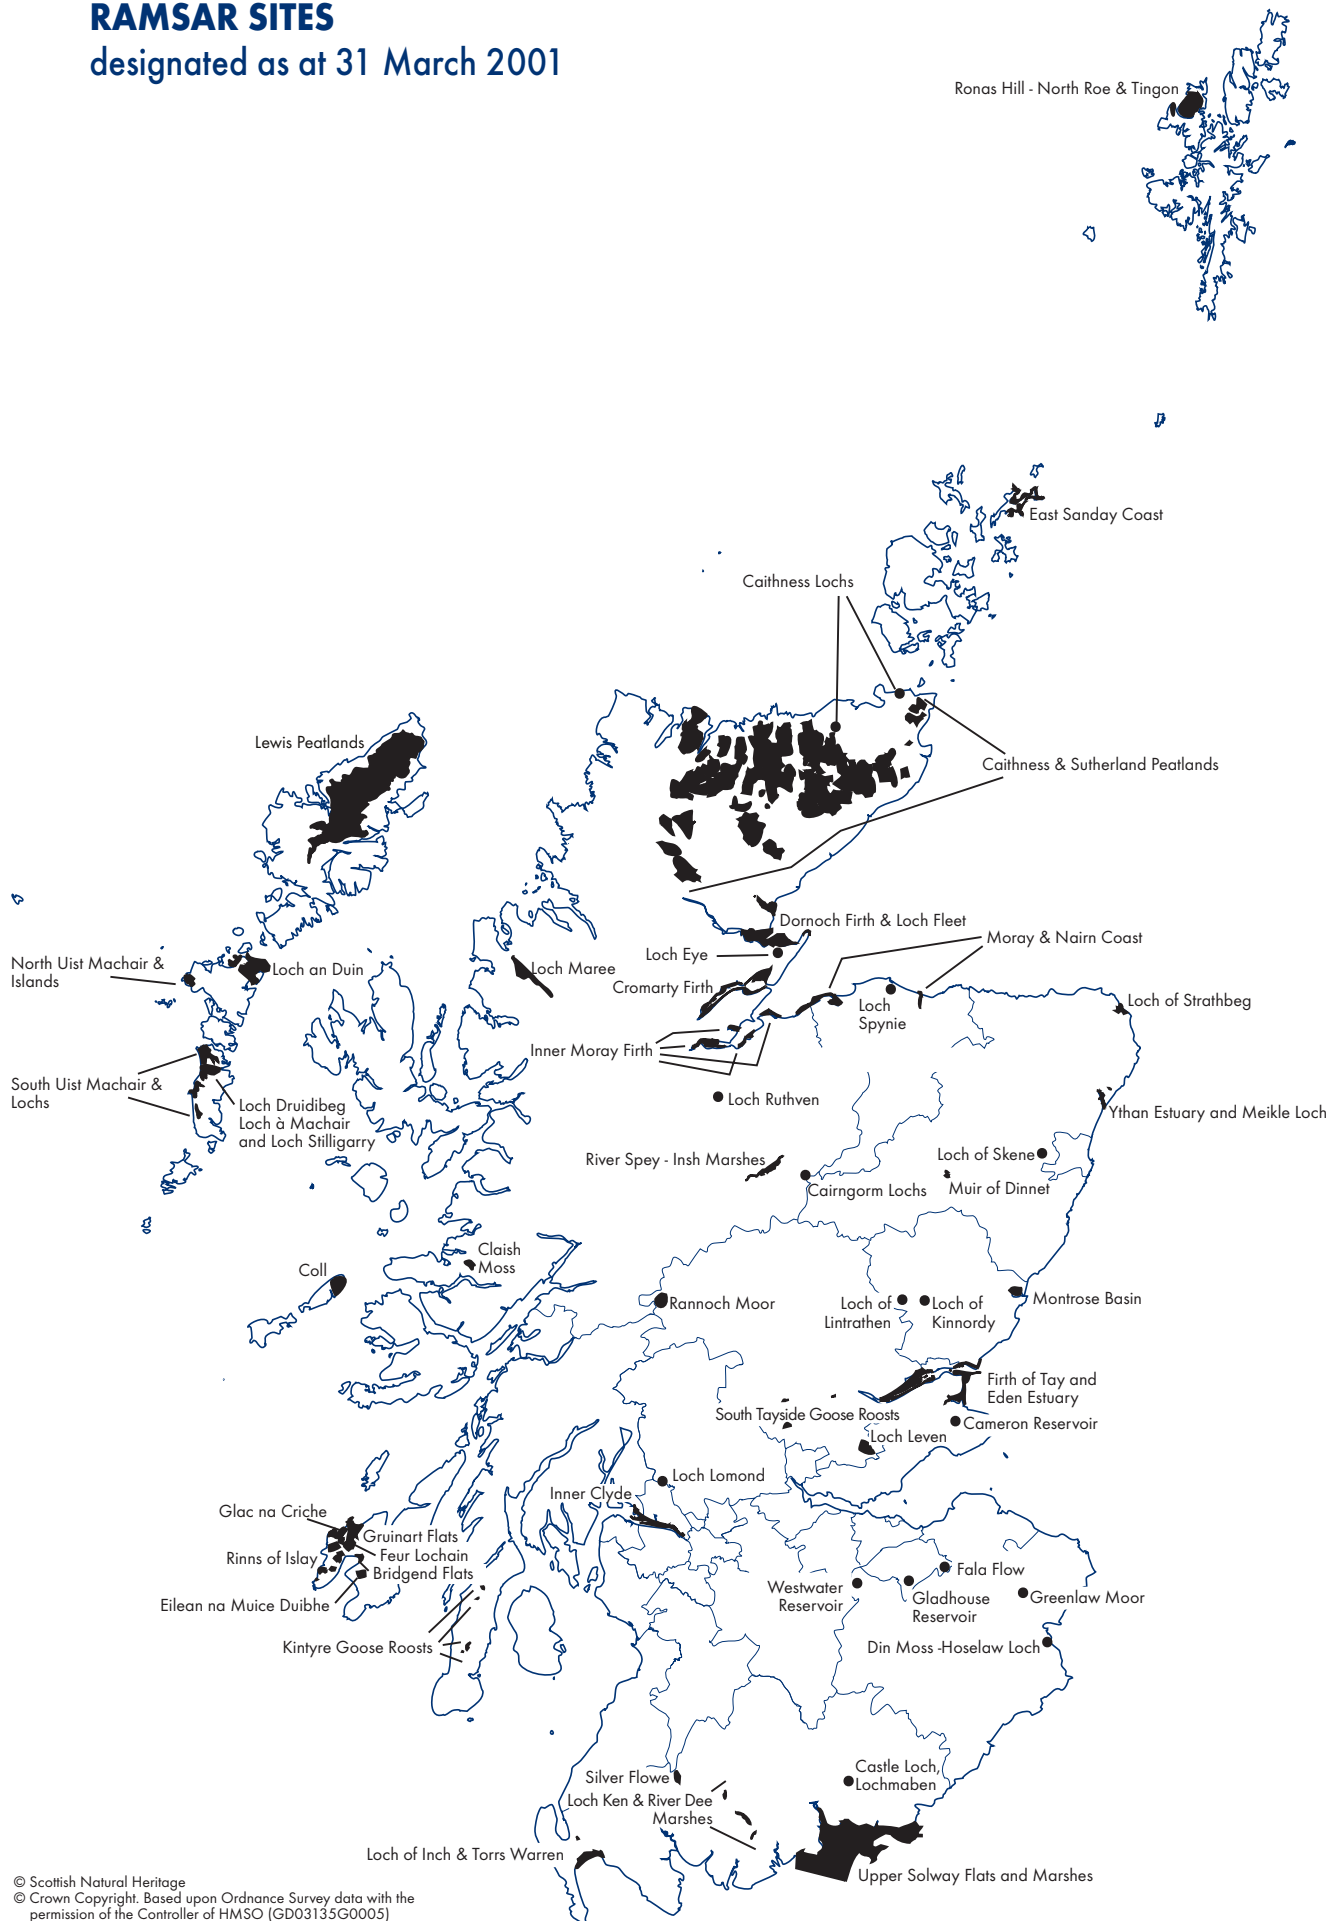 RAMSAR SITES
designated as at 31 March 2001
Ronas Hill - North Roe & Tingon
East Sanday Coast
Caithness Lochs
Lewis Peatlands
Caithness & Sutherland Peatlands
Dornoch Firth & Loch Fleet
Moray & Nairn Coast
Loch Eye
North Uist Machair &
Islands
Loch an Duin
Loch Maree
Cromarty Firth
Loch
Spynie
Loch of Strathbeg
Inner Moray Firth
South Uist Machair &
Lochs
Loch Druidibeg
Loch à Machair
and Loch Stilligarry
Loch Ruthven
Ythan Estuary and Meikle Loch
River Spey - Insh Marshes
Loch of Skene
Cairngorm Lochs
Muir of Dinnet
Claish
Moss
Coll
Rannoch Moor
Loch of
Lintrathen
Loch of
Kinnordy
Montrose Basin
Firth of Tay and
Eden Estuary
South Tayside Goose Roosts
Cameron Reservoir
Loch Leven
Loch Lomond
Inner Clyde
Glac na Criche
Gruinart Flats
Feur Lochain
Rinns of Islay
Bridgend Flats
Eilean na Muice Duibhe
Kintyre Goose Roosts
Fala Flow
Westwater
Reservoir
Gladhouse
Reservoir
Greenlaw Moor
Din Moss -Hoselaw Loch
Castle Loch,
Lochmaben
Silver Flowe
Loch Ken & River Dee
Marshes
Loch of Inch & Torrs Warren
Upper Solway Flats and Marshes
© Scottish Natural Heritage
© Crown Copyright. Based upon Ordnance Survey data with the
permission of the Controller of HMSO (GD03135G0005)